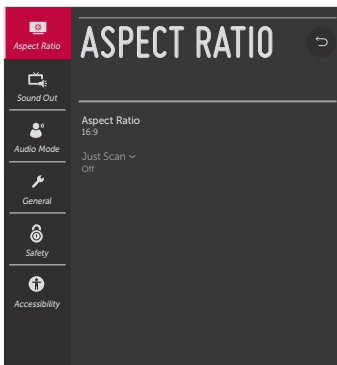 Aspect Ratio
Sound Out
Audio Mode
General
Safety
Accessibility
ASPECT RATIO
Aspect Ratio
16:9
Just Scan
Off